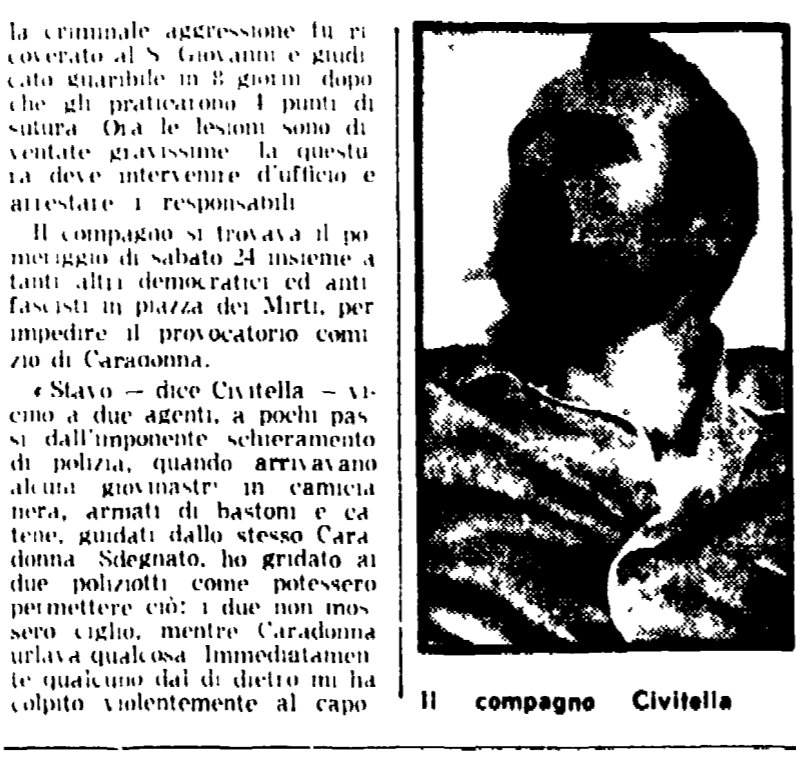 la criminale aggressione fu ri
coverato al S Giovanni e giudi
cato guaribile in 8 giorni dopo
che gli praticarono 4 punti di
sutura Ora le lesioni sono di
ventate gravissime la questu
ra deve intervenire d'ufficio e
arrestare i responsabili
Il compagno si trovava il po
meriggio di sabato 24 insieme a
tanti altri democratici ed anti
fascisti in piazza dei Mirti, per
impedire il provocatorio comi
zio di Caradonna.
« Stavo — dice Civitella — vi-
cino a due agenti, a pochi pas
si dall'imponente schieramento
di polizia, quando arrivavano
alcuni giovinastri in camicia
nera, armati di bastoni e ca
tene, guidati dallo stesso Cara
donna Sdegnato, ho gridato ai
due poliziotti come potessero
permettere ciò: i due non mos
sero ciglio, mentre Caradonna
urlava qualcosa Immediatamen
te qualcuno dal di dietro mi ha
colpito violentemente al capo
Il compagno Civitella